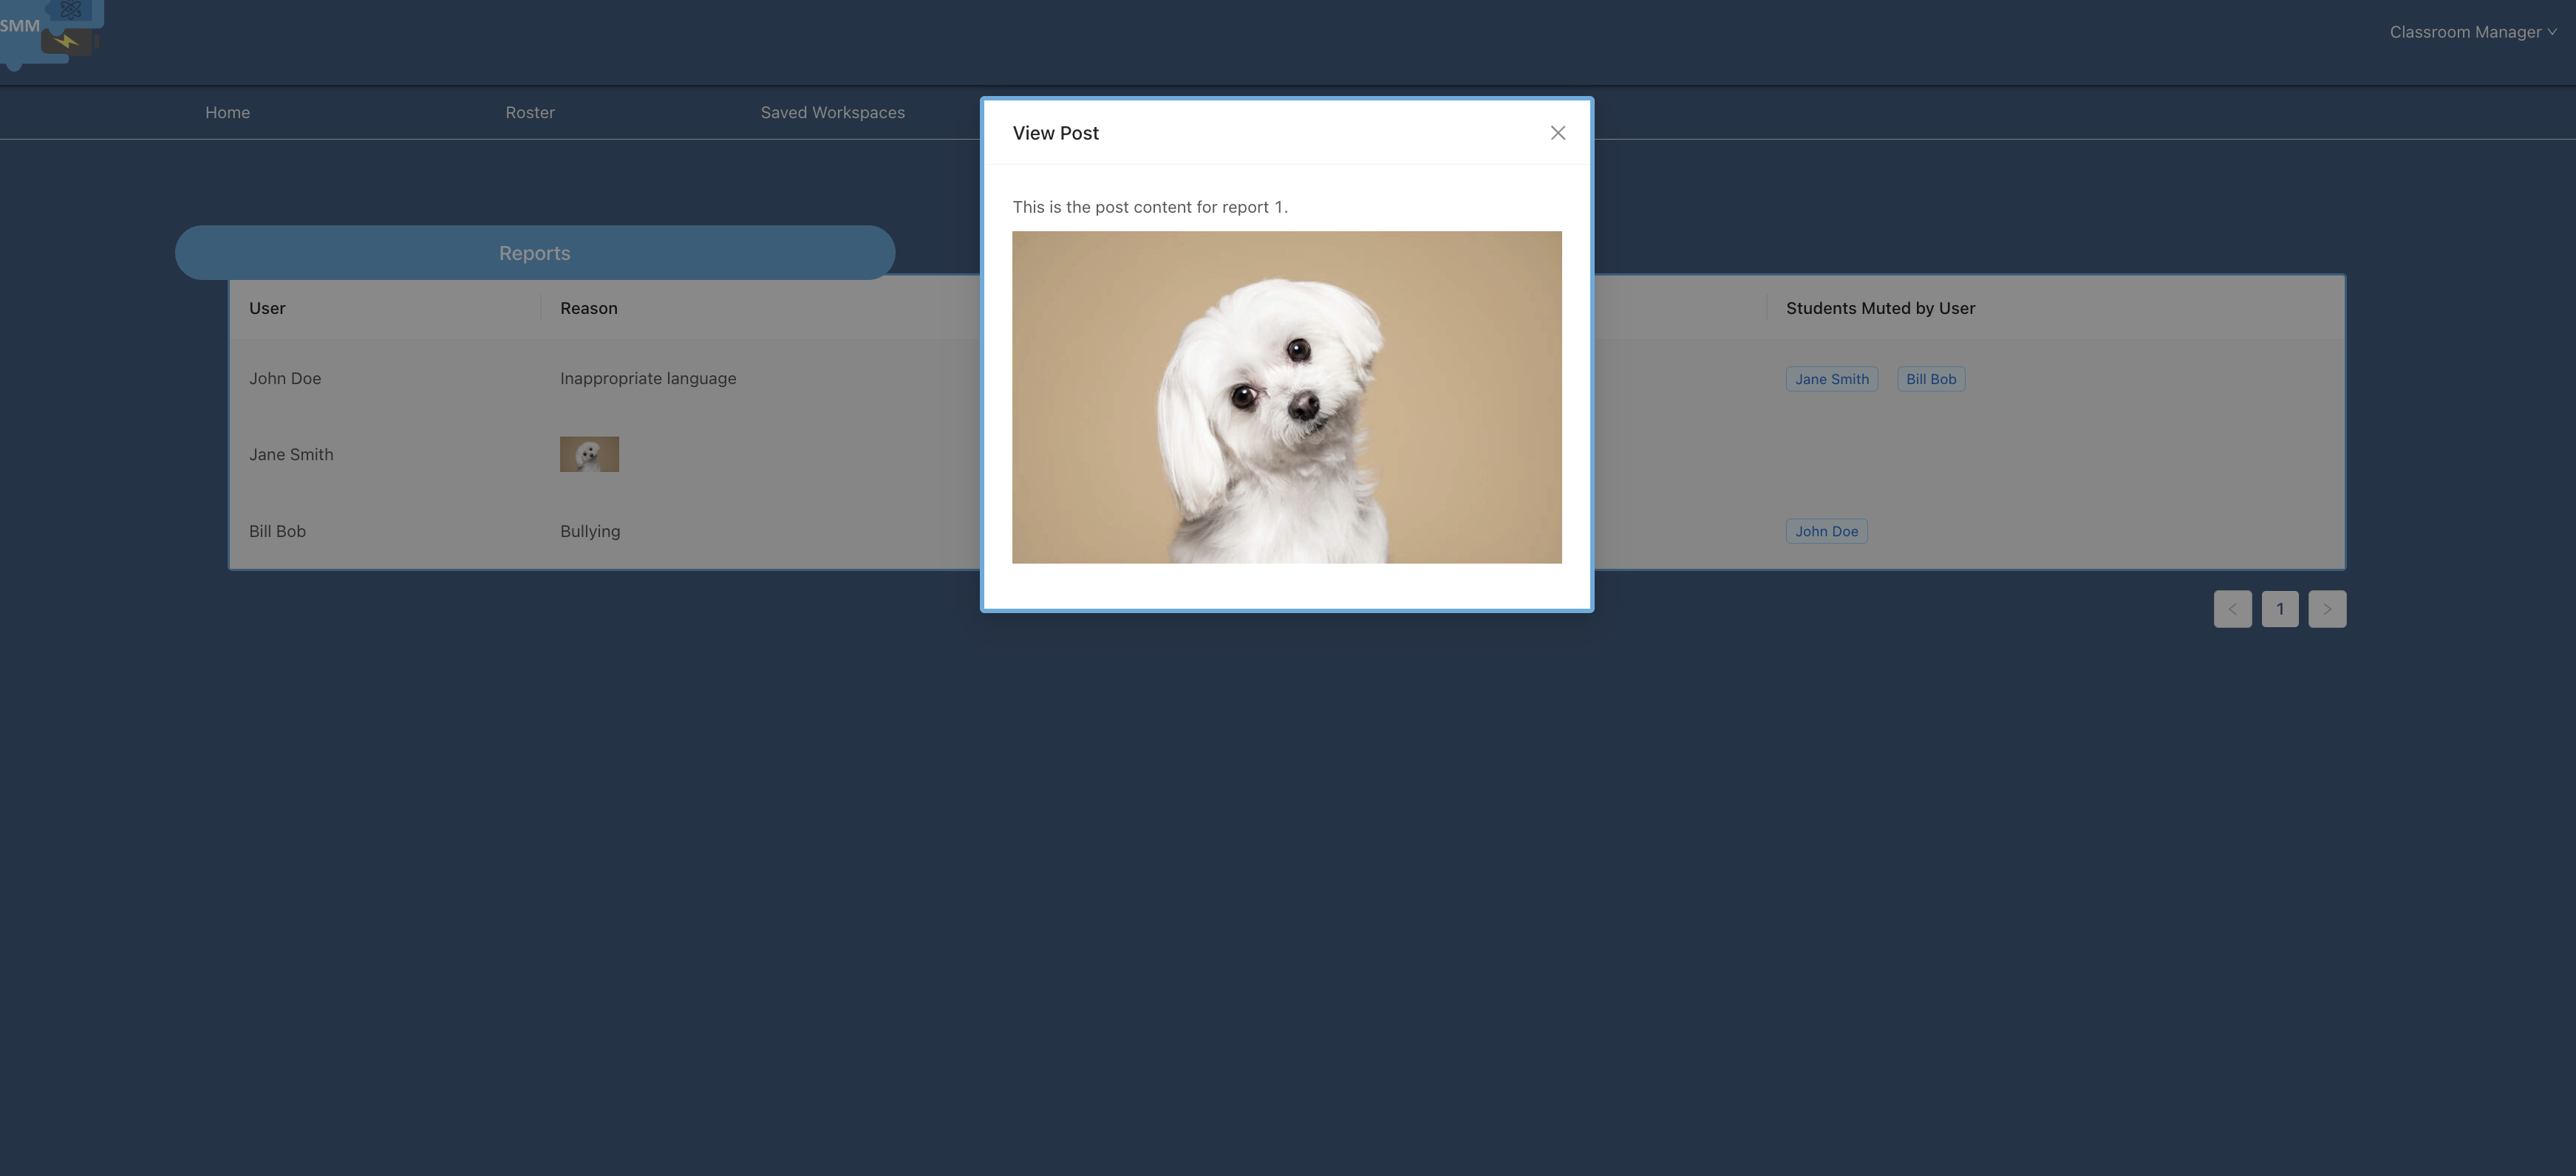 SMM
Classroom Manager
Home Roster Saved Workspaces
View Post
This is the post content for report 1.
Reports
User Reason Students Muted by User
John Doe Inappropriate language Jane Smith Bill Bob
Jane Smith
Bill Bob Bullying John Doe
< 1 >